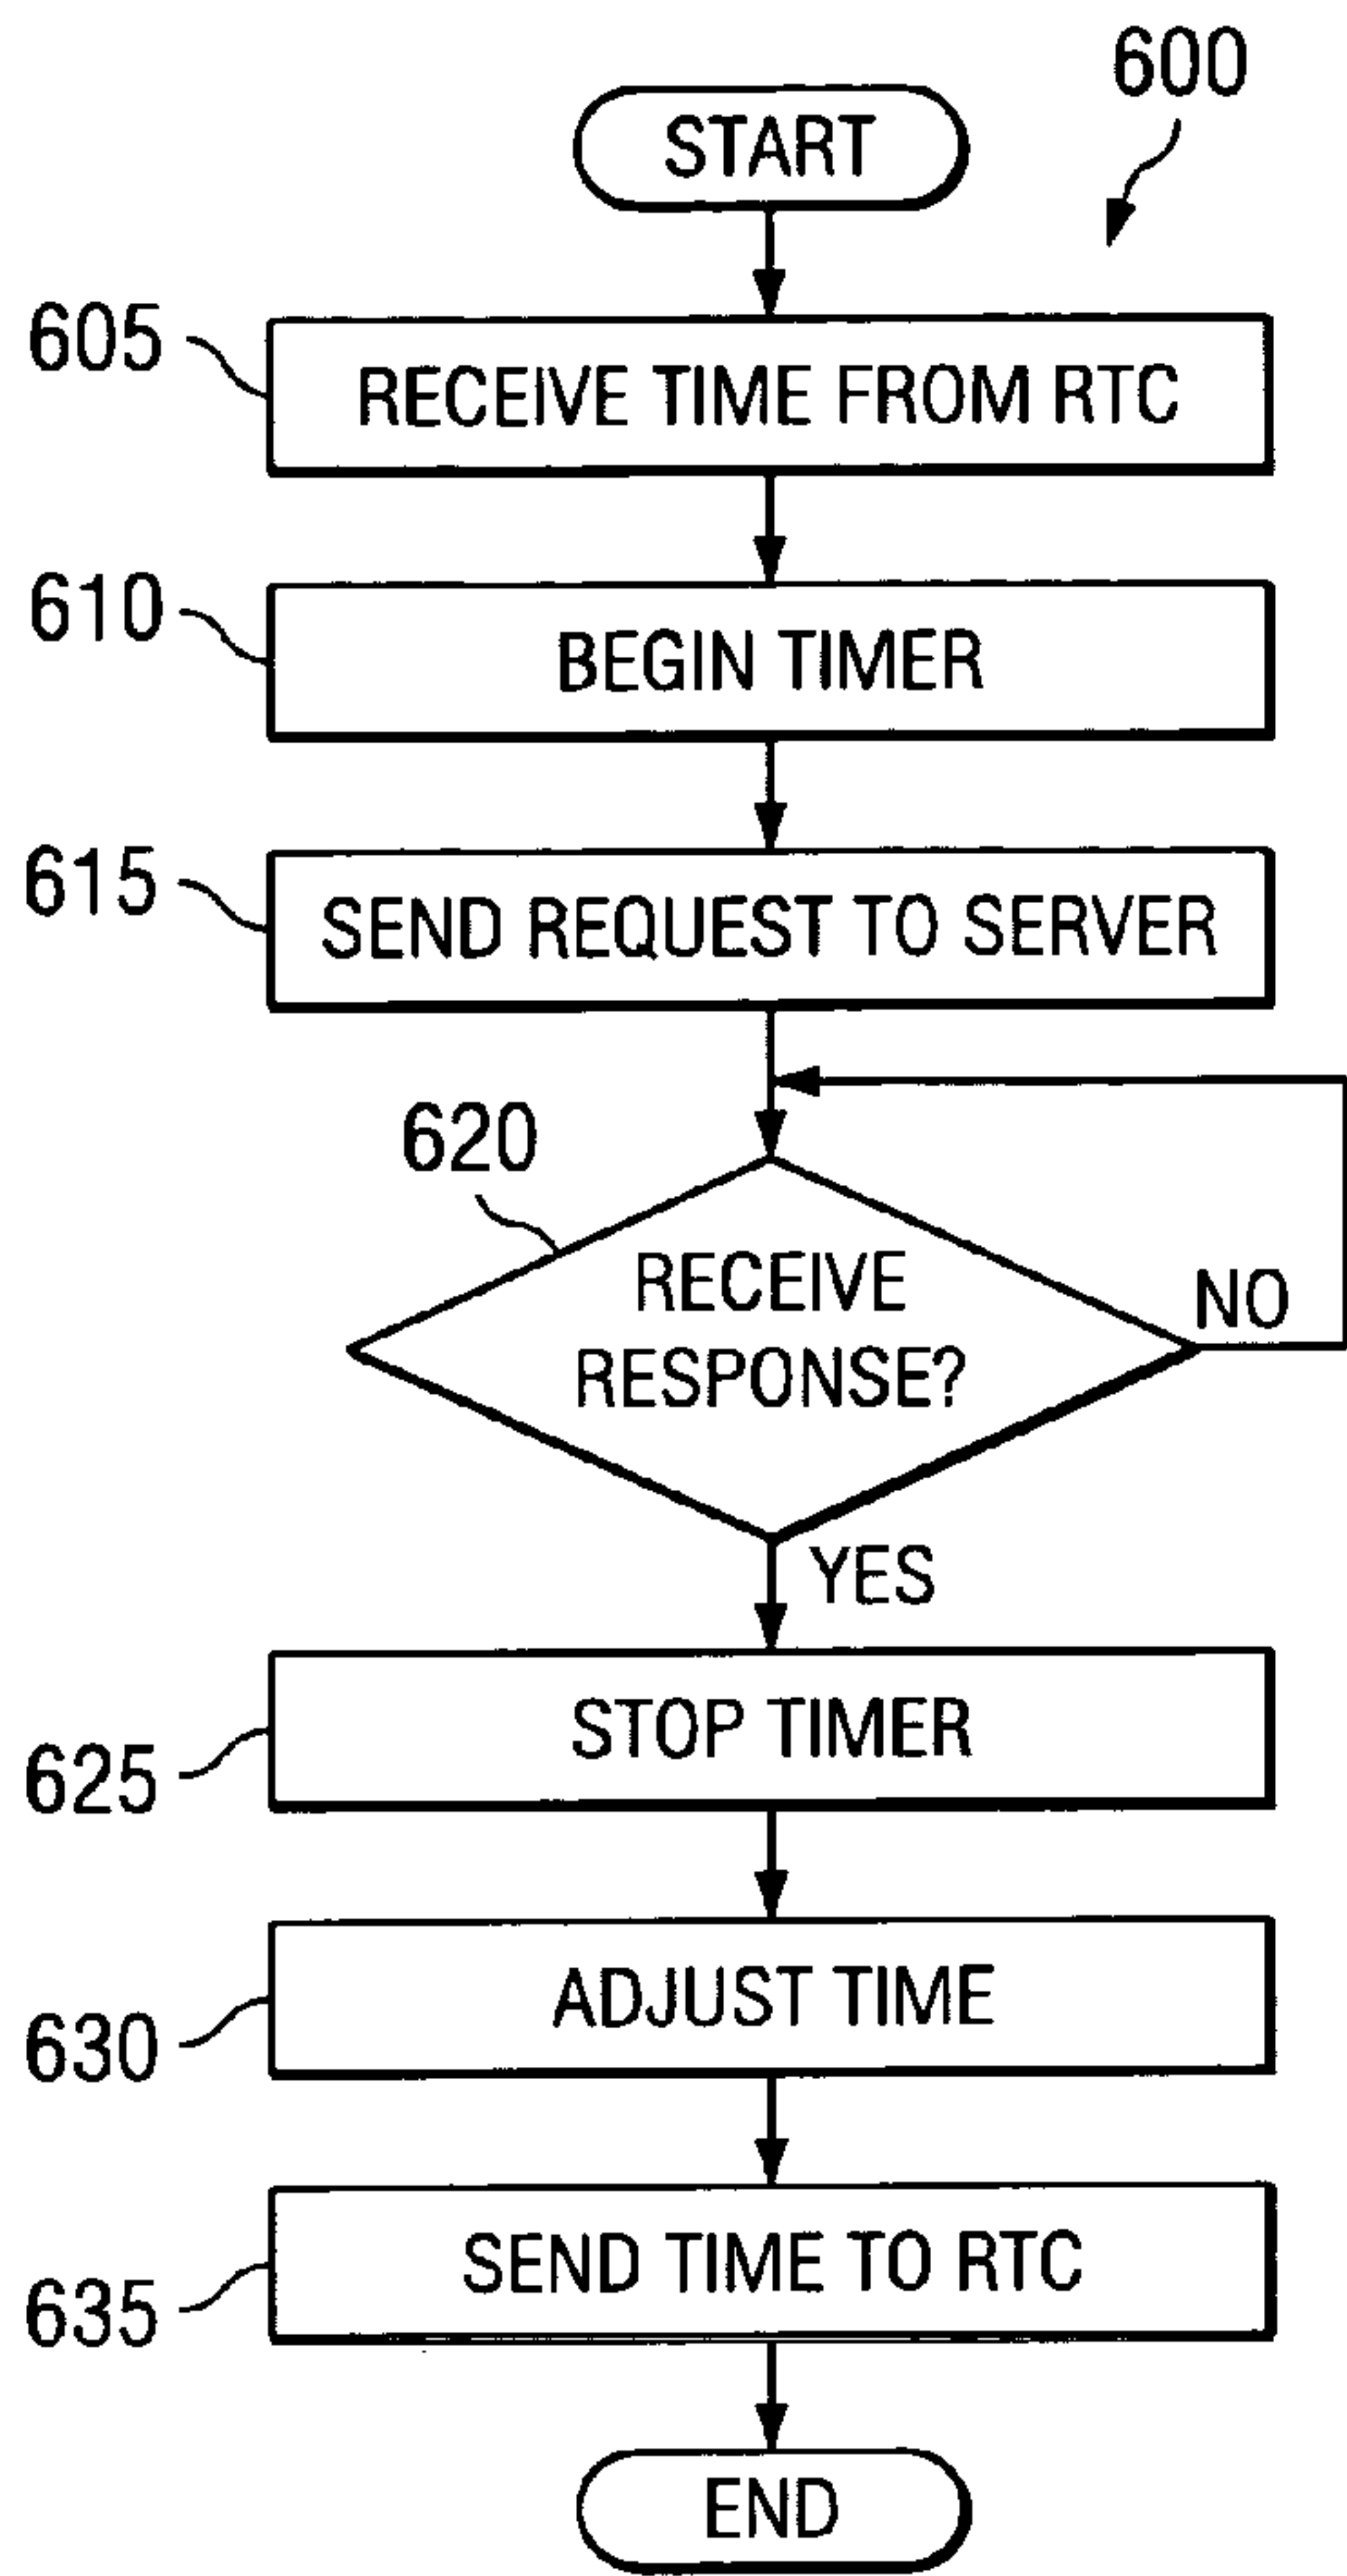 600
START
605
RECEIVE TIME FROM RTC
610
BEGIN TIMER
615
SEND REQUEST TO SERVER
620
RECEIVE
RESPONSE?
NO
YES
STOP TIMER
625
ADJUST TIME
630
SEND TIME TO RTC
635
END